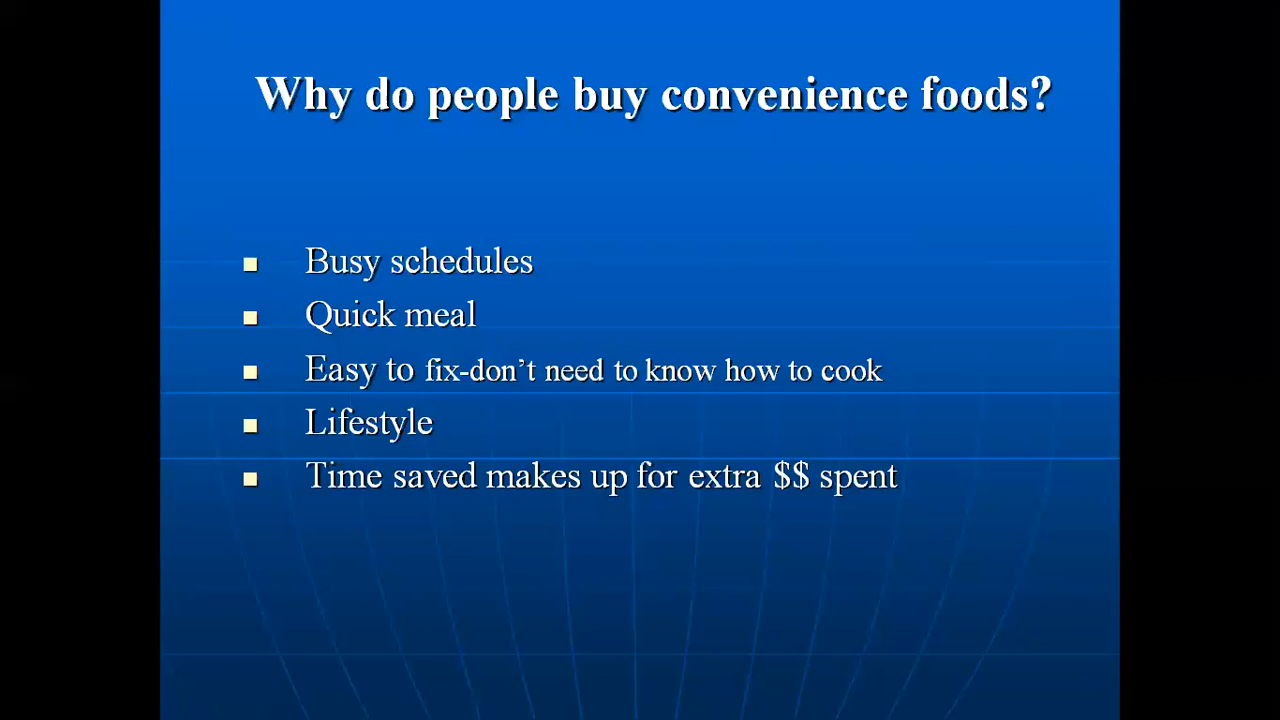 Why do people buy convenience foods?
Busy schedules
Quick meal
Easy to fix-don’t need to know how to cook
Lifestyle
Time saved makes up for extra $$ spent